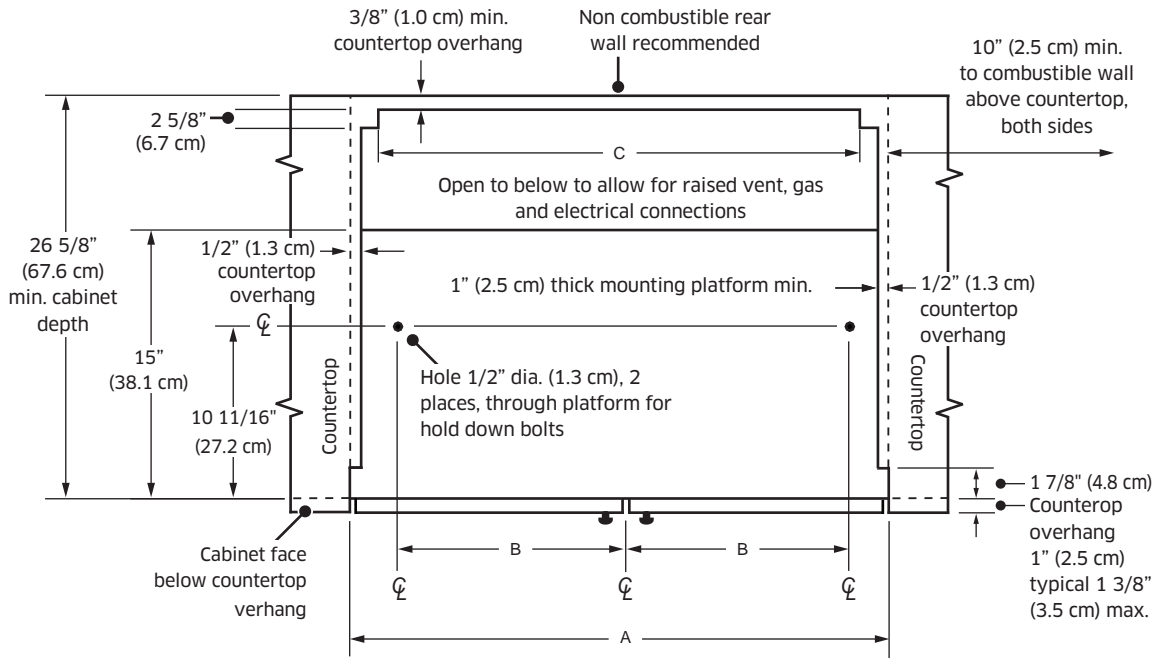 3/8” (1.0 cm) min.
countertop overhang
Non combustible rear
wall recommended
10” (2.5 cm) min.
to combustible wall
above countertop,
both sides
2 5/8”
(6.7 cm)
C
Open to below to allow for raised vent, gas
and electrical connections
26 5/8”
(67.6 cm)
min. cabinet
depth
1/2” (1.3 cm)
countertop
overhang
1” (2.5 cm) thick mounting platform min.
1/2” (1.3 cm)
countertop
overhang
℄
15”
(38.1 cm)
10 11/16"
(27.2 cm)
Countertop
Hole 1/2” dia. (1.3 cm), 2
places, through platform for
hold down bolts
Countertop
1 7/8" (4.8 cm)
Counterop
overhang
1” (2.5 cm)
typical 1 3/8”
(3.5 cm) max.
Cabinet face
below countertop
verhang
B
B
℄
℄
℄
A